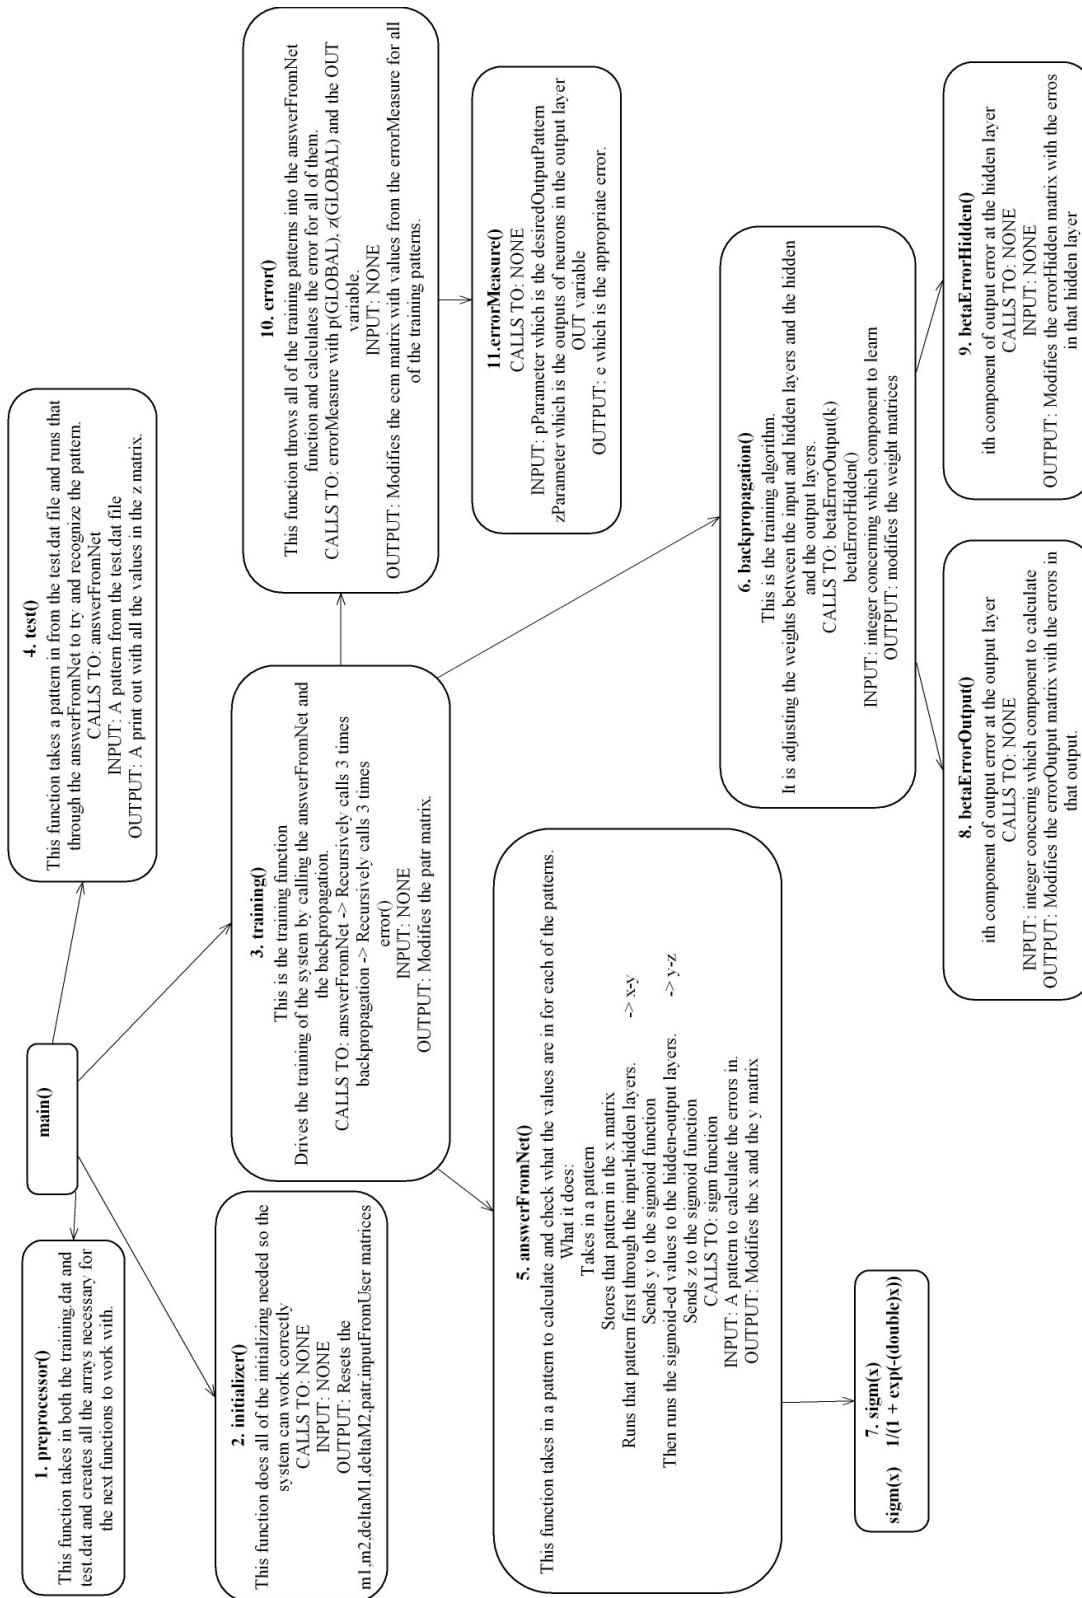 main()
1. preprocessor()
This function takes in both the training.dat and
test.dat and creates all the arrays necessary for
the next functions to work with.
2. initializer()
This function does all of the initializing needed so the
system can work correctly
CALLS TO: NONE
INPUT: NONE
OUTPUT: Resets the
m1,m2,deltaM1,deltaM2,patr,inputFromUser matrices
3. training()
This is the training function
Drives the training of the system by calling the answerFromNet and
the backpropagation.
CALLS TO: answerFromNet -> Recursively calls 3 times
backpropagation -> Recursively calls 3 times
error()
INPUT: NONE
OUTPUT: Modifies the patr matrix.
4. test()
This function takes a pattern in from the test.dat file and runs that
through the answerFromNet to try and recognize the pattern.
CALLS TO: answerFromNet
INPUT: A pattern from the test.dat file
OUTPUT: A print out with all the values in the z matrix.
5. answerFromNet()
This function takes in a pattern to calculate and check what the values are in for each of the patterns.
What it does:
Takes in a pattern
Stores that pattern in the x matrix
Runs that pattern first through the input-hidden layers. -> x-y
Sends y to the sigmoid function
Then runs the sigmoid-ed values to the hidden-output layers. -> y-z
Sends z to the sigmoid function
CALLS TO: sigm function
INPUT: A pattern to calculate the errors in.
OUTPUT: Modifies the x and the y matrix
6. backpropagation()
This is the training algorithm.
It is adjusting the weights between the input and hidden layers and the hidden
and the output layers.
CALLS TO: betaErrorOutput(k)
betaErrorHidden()
INPUT: integer concerning which component to learn
OUTPUT: modifies the weight matrices
7. sigm(x)
sigm(x) 1/(1 + exp(-(double)x))
8. betaErrorOutput()
ith component of output error at the output layer
CALLS TO: NONE
INPUT: integer concernig which component to calculate
OUTPUT: Modifies the errorOutput matrix with the errors in
that output.
9. betaErrorHidden()
ith component of output error at the hidden layer
CALLS TO: NONE
INPUT: NONE
OUTPUT: Modifies the errorHidden matrix with the erros
in that hidden layer
10. error()
This function throws all of the training patterns into the answerFromNet
function and calculates the error for all of them.
CALLS TO: errorMeasure with p(GLOBAL), z(GLOBAL) and the OUT
variable.
INPUT: NONE
OUTPUT: Modifies the ecm matrix with values from the errorMeasure for all
of the training patterns.
11.errorMeasure()
CALLS TO: NONE
INPUT: pParameter which is the desiredOutputPattern
zParameter which is the outputs of neurons in the output layer
OUT variable
OUTPUT: e which is the appropriate error.